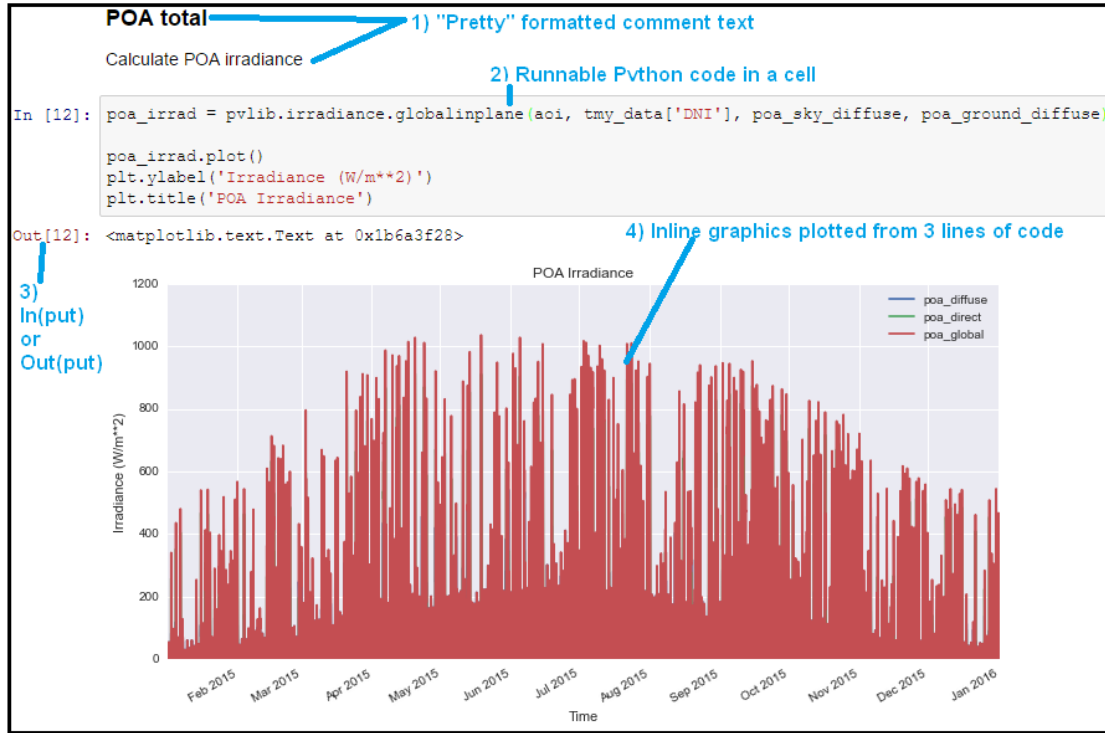 POA total
1) "Pretty" formatted comment text
Calculate POA irradiance
2) Runnable Python code in a cell
In [12]: poa_irrad = pvlib.irradiance.globalinplane(aoi, tmy_data['DNI'], poa_sky_diffuse, poa_ground_diffuse)
poa_irrad.plot()
plt.ylabel('Irradiance (W/m**2)')
plt.title('POA Irradiance')
Out[12]: <matplotlib.text.Text at 0x1b6a3f28>
4) Inline graphics plotted from 3 lines of code
3)
In(put)
or
Out(put)
POA Irradiance
poa_diffuse
poa_direct
poa_global
Irradiance (W/m**2)
1200
1000
800
600
400
200
0
Feb 2015
Mar 2015
Apr 2015
May 2015
Jun 2015
Jul 2015
Aug 2015
Sep 2015
Oct 2015
Nov 2015
Dec 2015
Jan 2016
Time